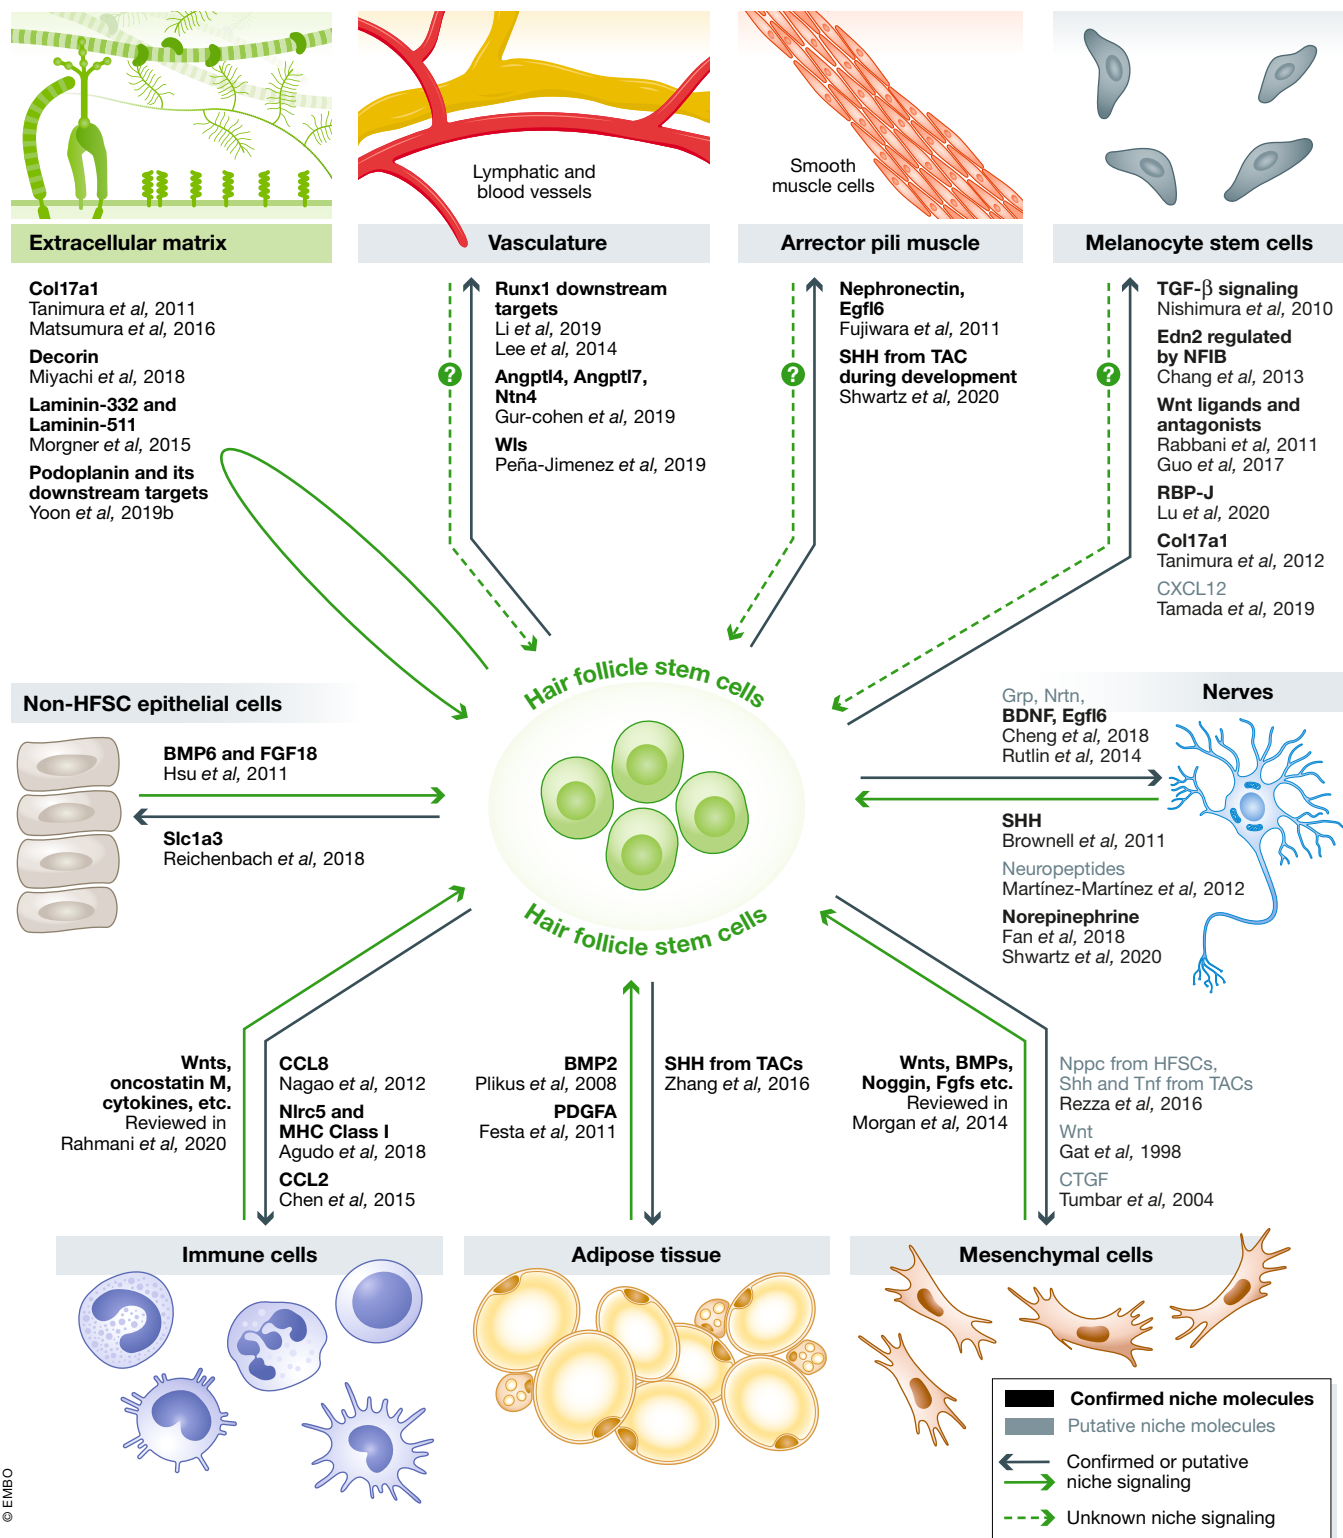 Lymphatic and
blood vessels
Smooth
muscle cells
Extracellular matrix
Vasculature
Arrector pili muscle
Melanocyte stem cells
Col17a1
Tanimura et al, 2011
Matsumura et al, 2016
Decorin
Miyachi et al, 2018
Laminin-332 and
Laminin-511
Morgner et al, 2015
Podoplanin and its
downstream targets
Yoon et al, 2019b
?
Runx1 downstream
targets
Li et al, 2019
Lee et al, 2014
Angptl4, Angptl7,
Ntn4
Gur-cohen et al, 2019
Wls
Peña-Jimenez et al, 2019
?
Nephronectin,
Egfl6
Fujiwara et al, 2011
SHH from TAC
during development
Shwartz et al, 2020
?
TGF-β signaling
Nishimura et al, 2010
Edn2 regulated
by NFIB
Chang et al, 2013
Wnt ligands and
antagonists
Rabbani et al, 2011
Guo et al, 2017
RBP-J
Lu et al, 2020
Col17a1
Tanimura et al, 2012
CXCL12
Tamada et al, 2019
Hair follicle stem cells
Hair follicle stem cells
Non-HFSC epithelial cells
BMP6 and FGF18
Hsu et al, 2011
Slc1a3
Reichenbach et al, 2018
Nerves
Grp, Nrtn,
BDNF, Egfl6
Cheng et al, 2018
Rutlin et al, 2014
SHH
Brownell et al, 2011
Neuropeptides
Martínez-Martínez et al, 2012
Norepinephrine
Fan et al, 2018
Shwartz et al, 2020
Wnts,
oncostatin M,
cytokines, etc.
Reviewed in
Rahmani et al, 2020
CCL8
Nagao et al, 2012
Nlrc5 and
MHC Class I
Agudo et al, 2018
CCL2
Chen et al, 2015
BMP2
Plikus et al, 2008
PDGFA
Festa et al, 2011
SHH from TACs
Zhang et al, 2016
Wnts, BMPs,
Noggin, Fgfs etc.
Reviewed in
Morgan et al, 2014
Nppc from HFSCs,
Shh and Tnf from TACs
Rezza et al, 2016
Wnt
Gat et al, 1998
CTGF
Tumbar et al, 2004
Immune cells
Adipose tissue
Mesenchymal cells
Confirmed niche molecules
Putative niche molecules
Confirmed or putative
niche signaling
Unknown niche signaling
© EMBO